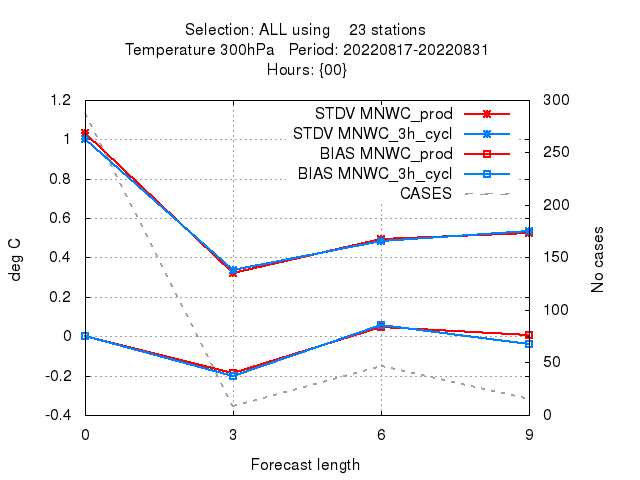 Selection: ALL using 23 stations
Temperature 300hPa Period: 20220817-20220831
Hours: {00}
1.2
1
0.8
0.6
0.4
0.2
0
-0.2
-0.4
deg C
STDV MNWC_prod
STDV MNWC_3h_cycl
BIAS MNWC_prod
BIAS MNWC_3h_cycl
CASES
300
250
200
150
100
50
0
No cases
0 3 6 9
Forecast length